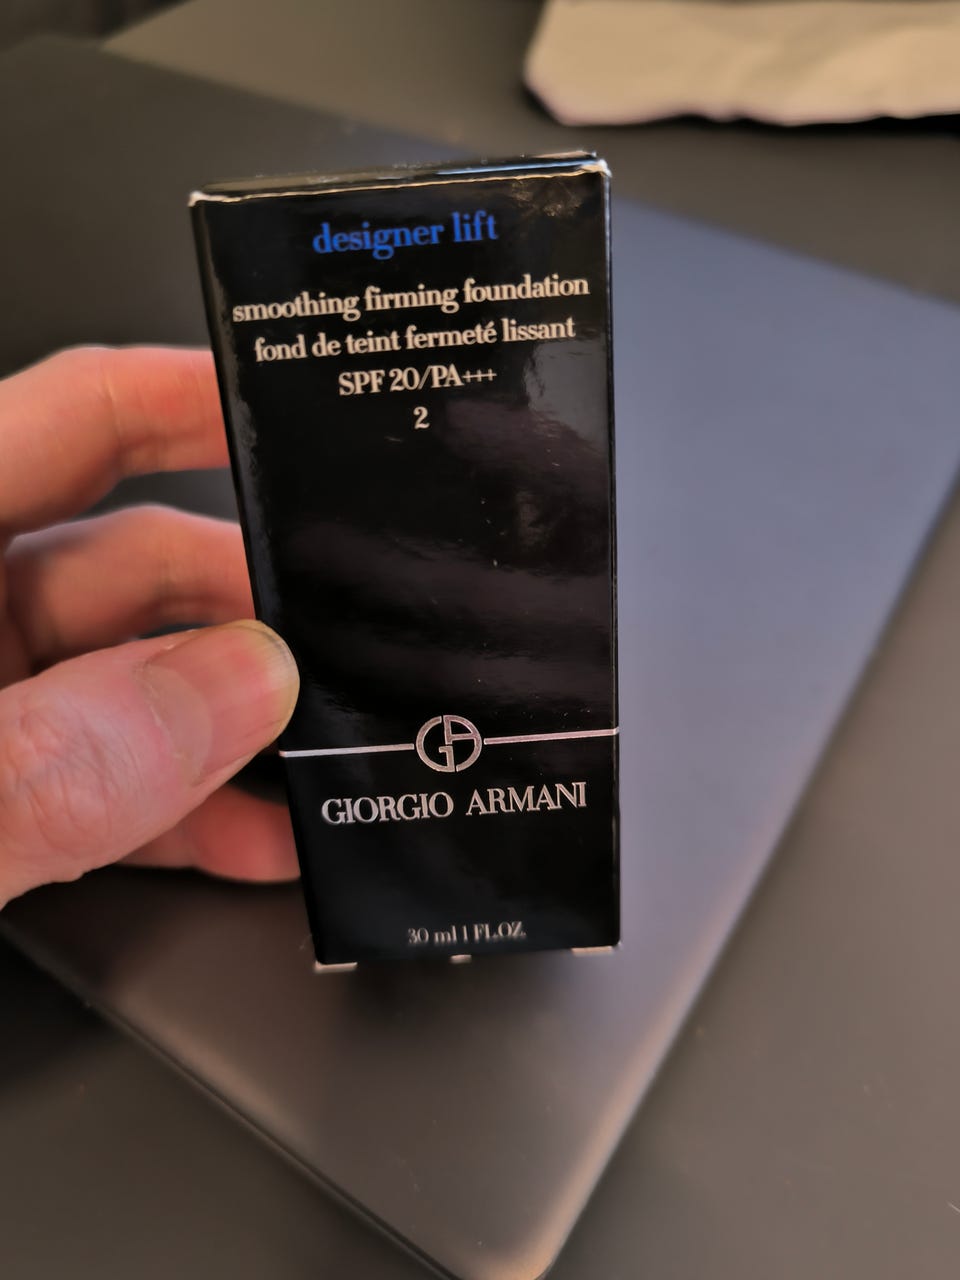 designer lift
smoothing firming foundation
fond de teint fermeté lissant
SPF 20/PA+++
2
GA
GIORGIO ARMANI
30 ml 1 FL.OZ.